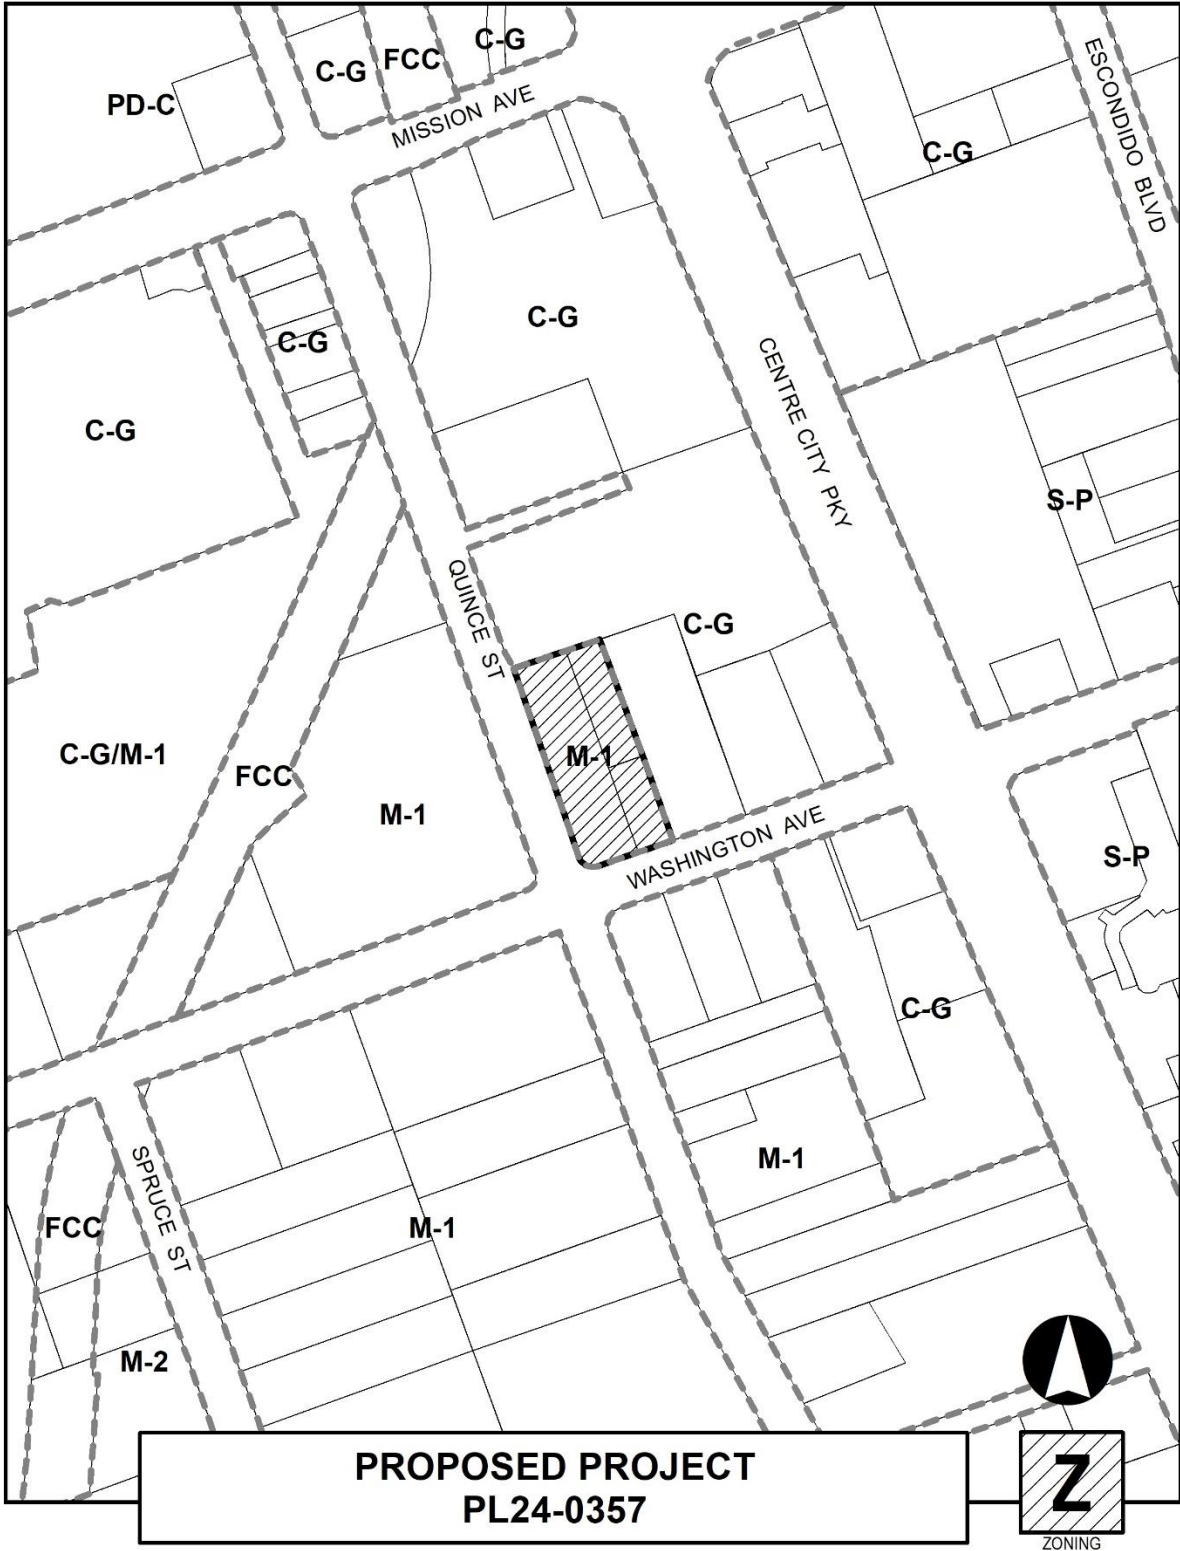 C-G
ESCONDIDO BLVD
FCC
C-G
PD-C
MISSION AVE
C-G
C-G
C-G
CENTRE CITY PKY
C-G
S-P
QUINCE ST
C-G
C-G/M-1
M-1
FCC
M-1
WASHINGTON AVE
S-P
C-G
M-1
SPRUCE ST
FCC
M-1
M-2
PROPOSED PROJECT
PL24-0357
Z
ZONING